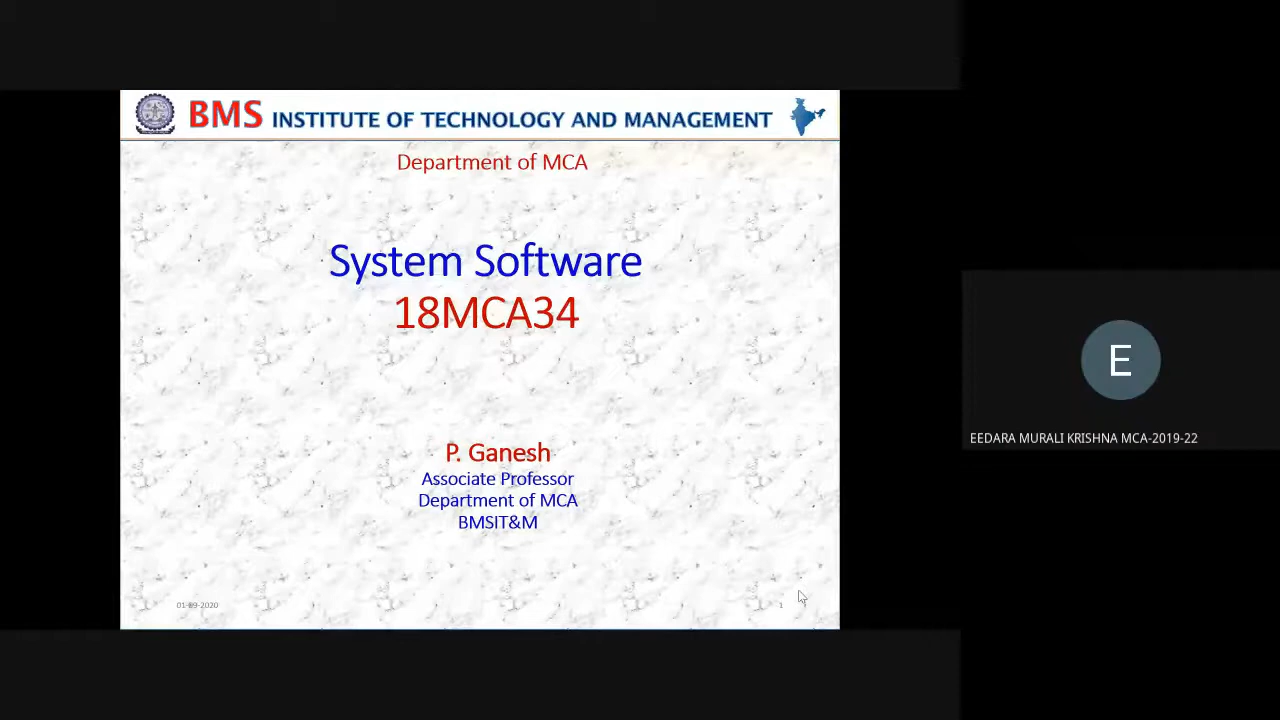 BMS INSTITUTE OF TECHNOLOGY AND MANAGEMENT
Department of MCA
System Software
18MCA34
P. Ganesh
Associate Professor
Department of MCA
BMSIT&M
01-09-2020
1
E
EEDARA MURALI KRISHNA MCA-2019-22